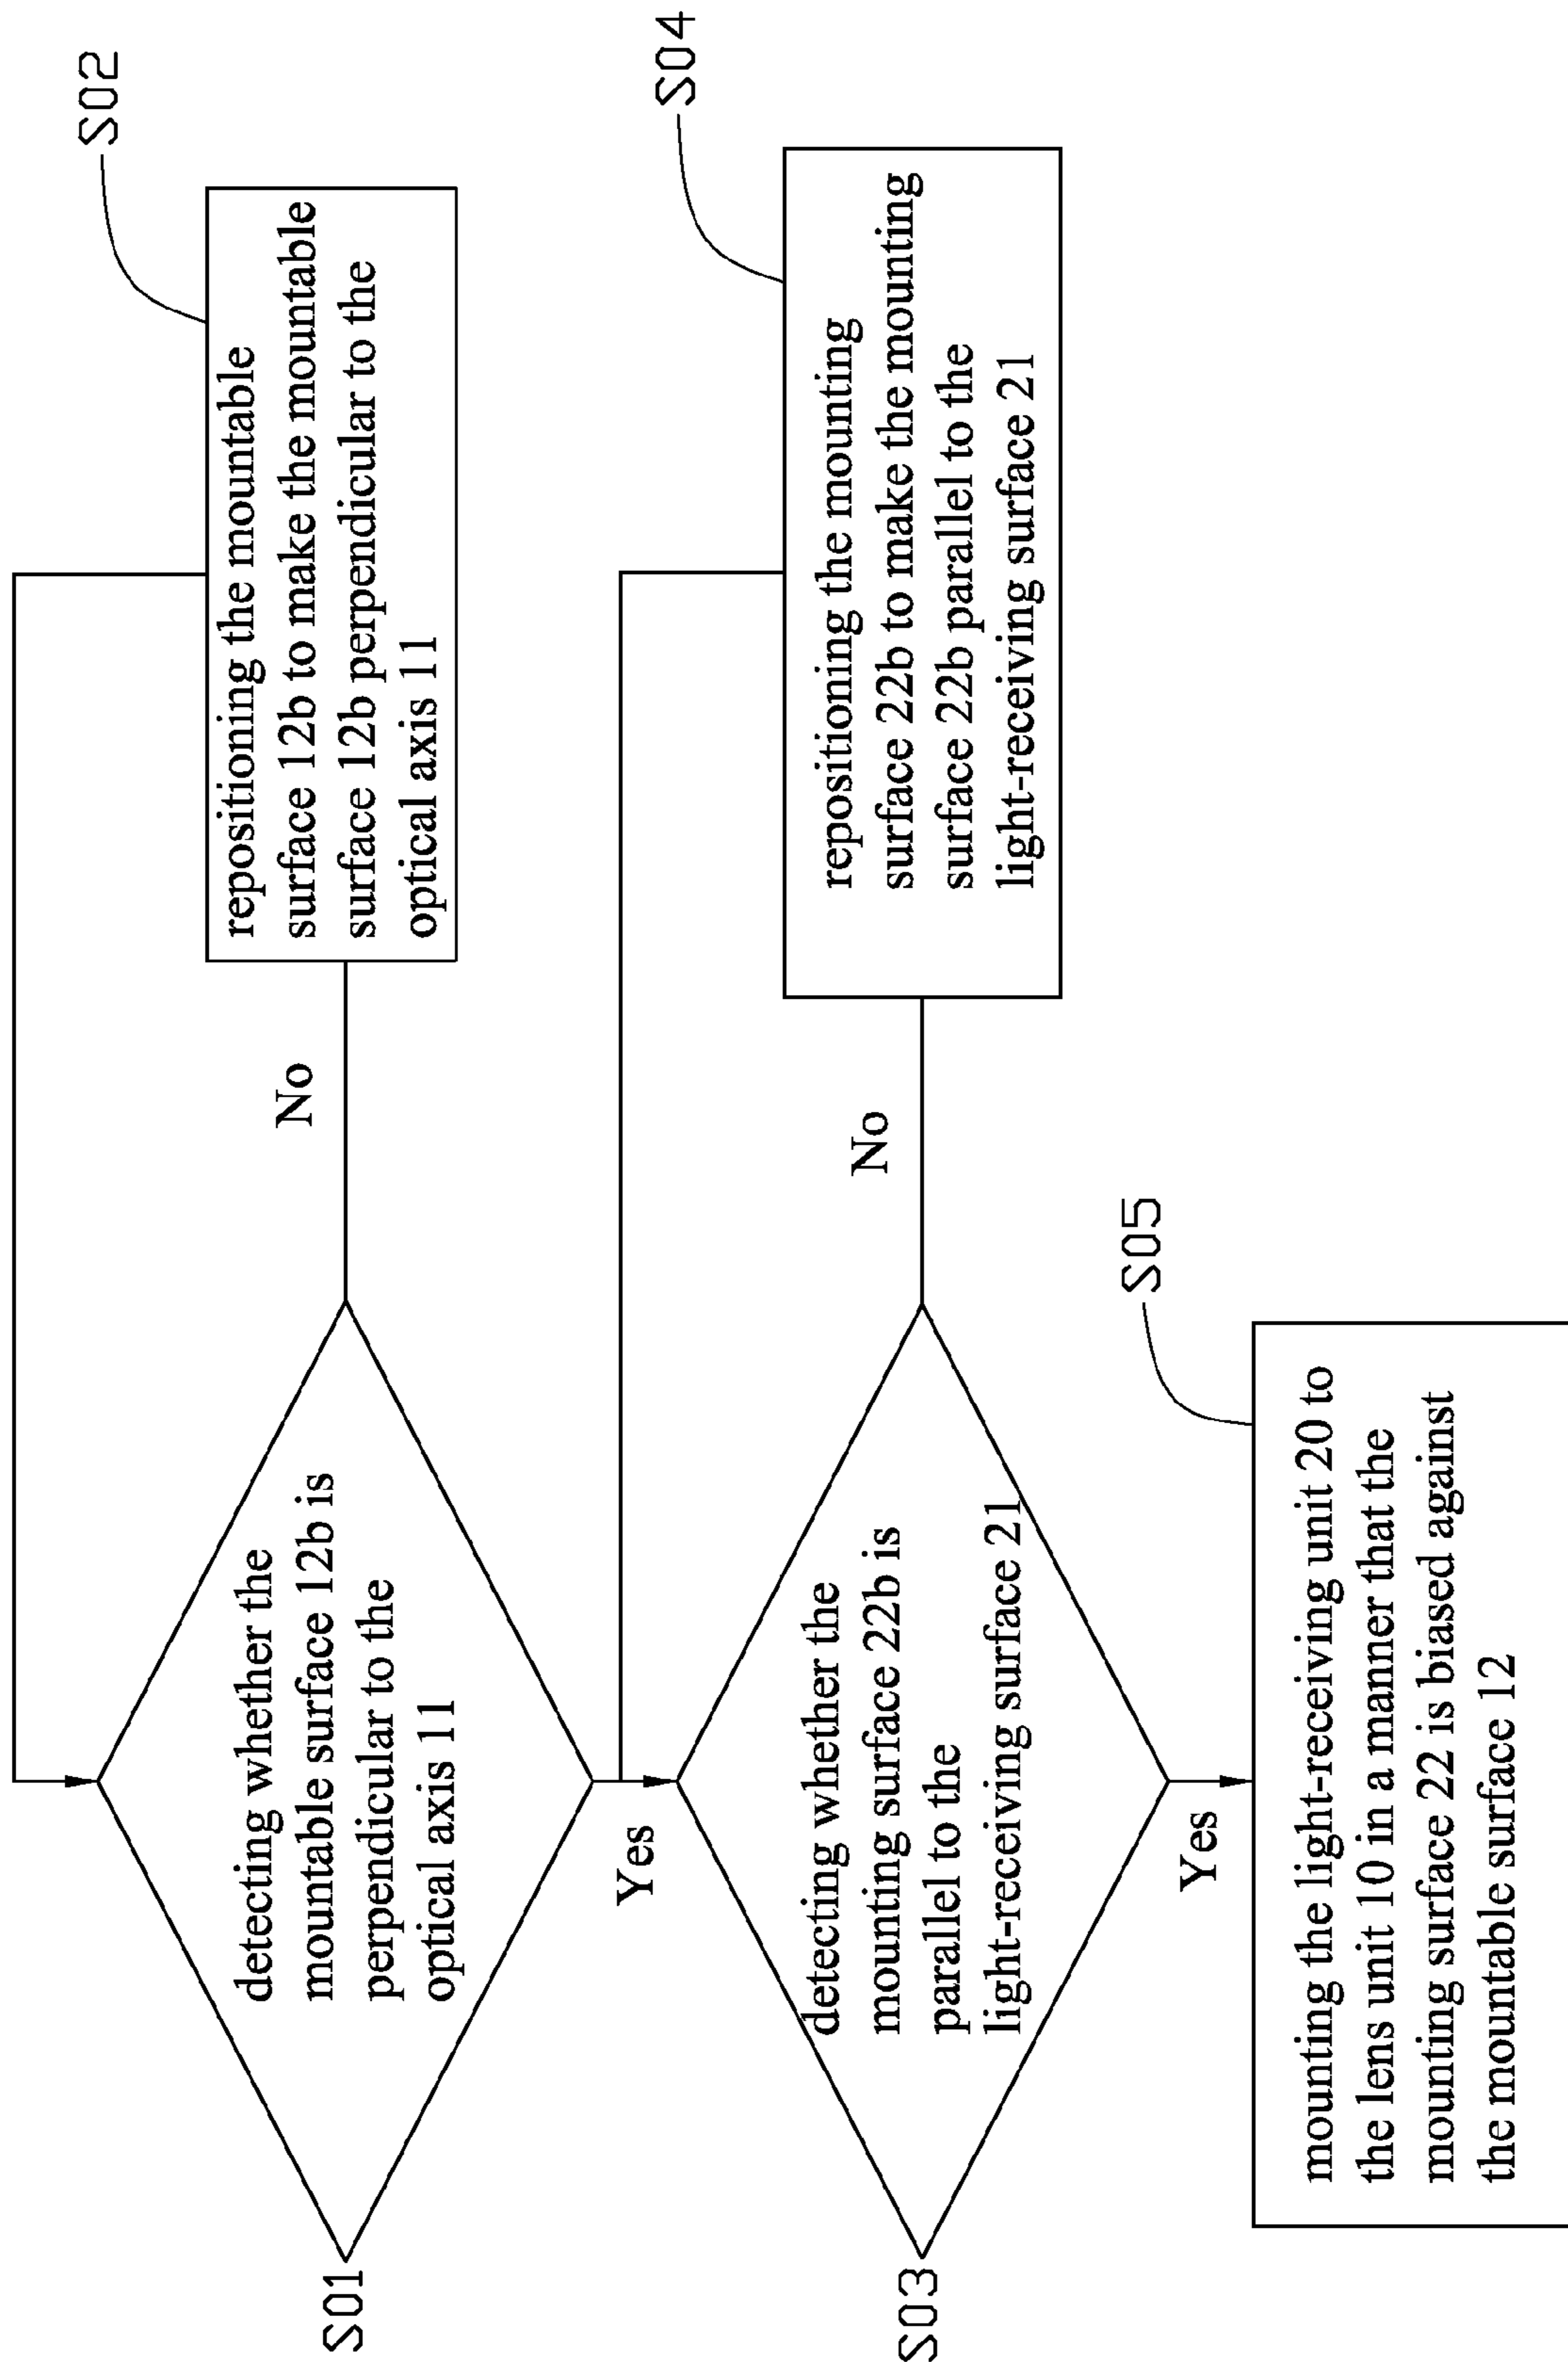 S01
detecting whether the
mountable surface 12b is
perpendicular to the
optical axis 11
No
S02
repositioning the mountable
surface 12b to make the mountable
surface 12b perpendicular to the
optical axis 11
Yes
S03
detecting whether the
mounting surface 22b is
parallel to the
light-receiving surface 21
No
S04
repositioning the mounting
surface 22b to make the mounting
surface 22b parallel to the
light-receiving surface 21
Yes
S05
mounting the light-receiving unit 20 to
the lens unit 10 in a manner that the
mounting surface 22 is biased against
the mountable surface 12